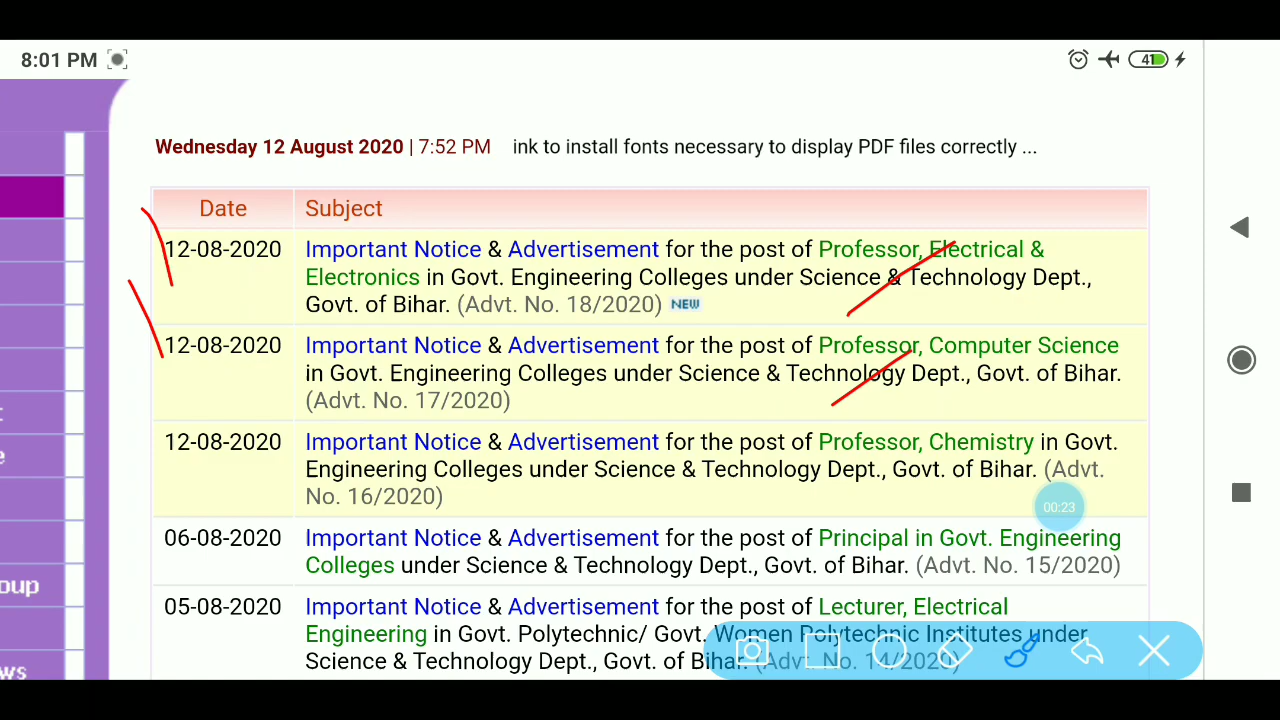 8:01 PM
41
Wednesday 12 August 2020 | 7:52 PM ink to install fonts necessary to display PDF files correctly ...
Date Subject
12-08-2020 Important Notice & Advertisement for the post of Professor, Electrical &
Electronics in Govt. Engineering Colleges under Science & Technology Dept.,
Govt. of Bihar. (Advt. No. 18/2020) NEW
12-08-2020 Important Notice & Advertisement for the post of Professor, Computer Science
in Govt. Engineering Colleges under Science & Technology Dept., Govt. of Bihar.
(Advt. No. 17/2020)
12-08-2020 Important Notice & Advertisement for the post of Professor, Chemistry in Govt.
Engineering Colleges under Science & Technology Dept., Govt. of Bihar. (Advt.
No. 16/2020)
00:23
06-08-2020 Important Notice & Advertisement for the post of Principal in Govt. Engineering
Colleges under Science & Technology Dept., Govt. of Bihar. (Advt. No. 15/2020)
oup
05-08-2020 Important Notice & Advertisement for the post of Lecturer, Electrical
Engineering in Govt. Polytechnic/ Govt. Women Polytechnic Institutes under
Science & Technology Dept., Govt. of Bihar. (Advt. No. 14/2020)
ws